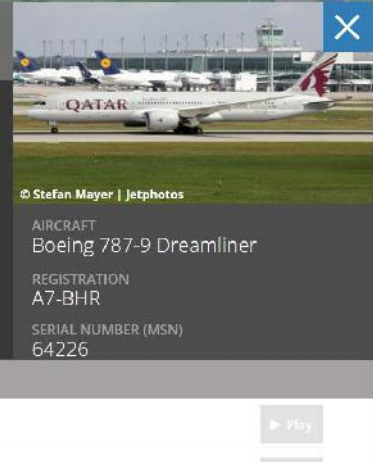 QATAR
© Stefan Mayer | Jetphotos
AIRCRAFT
Boeing 787-9 Dreamliner
REGISTRATION
A7-BHR
SERIAL NUMBER (MSN)
64226
Play